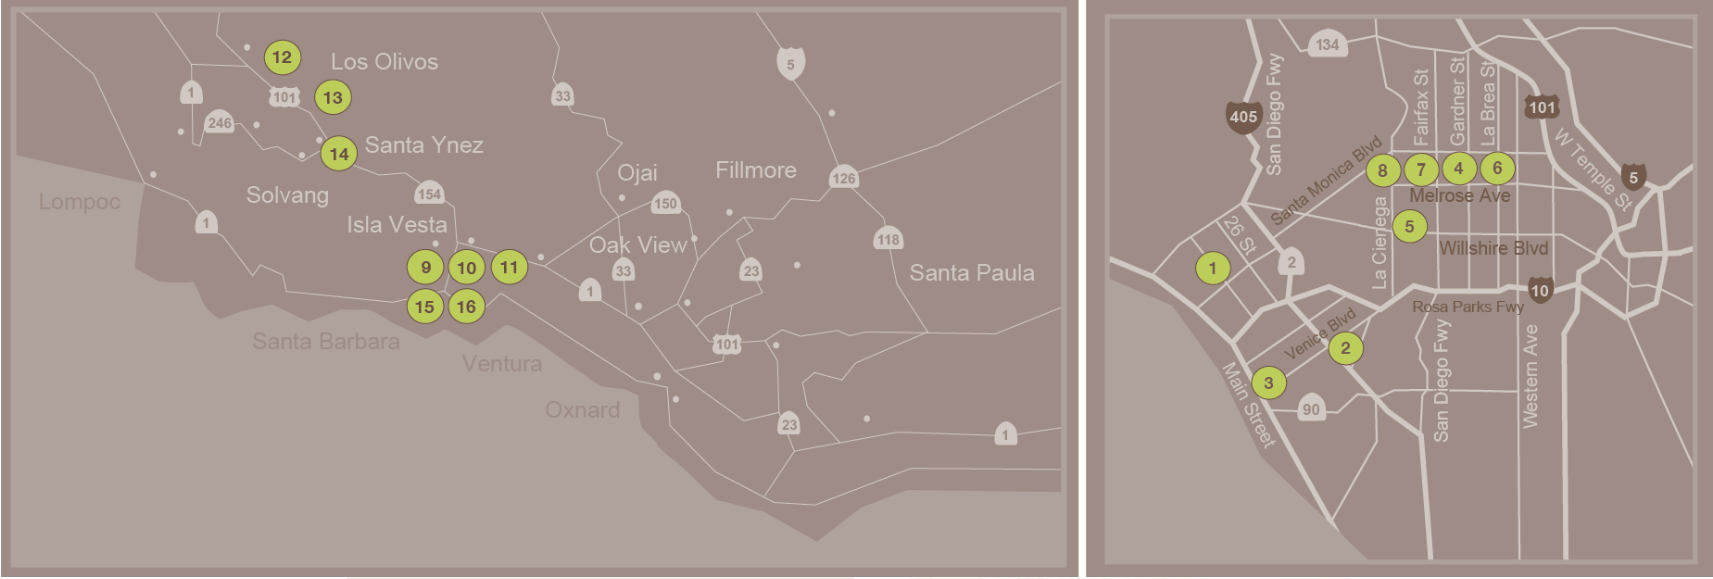 12
Los Olivos
5
1
101
13
33
246
14
Santa Ynez
Ojai
Fillmore
126
Lompoc
Solvang
154
150
1
Isla Vesta
Oak View
118
9
10
11
33
23
Santa Paula
1
15
16
Santa Barbara
101
Ventura
Oxnard
23
1
134
San Diego Fwy
Fairfax St
Gardner St
La Brea St
405
101
W Temple St
Santa Monica Blvd
8
7
4
6
5
Melrose Ave
26 St
La Cienega
5
Willshire Blvd
1
2
10
Rosa Parks Fwy
Venice Blvd
2
San Diego Fwy
Western Ave
Main Street
3
90